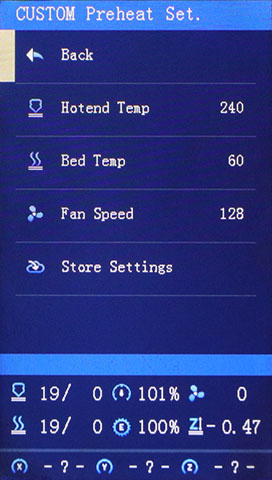 CUSTOM Preheat Set.
Back
Hotend Temp 240
Bed Temp 60
Fan Speed 128
Store Settings
19/ 0 101% 0
19/ 0 E 100% Z -0.47
X -?- Y -?- Z -?-